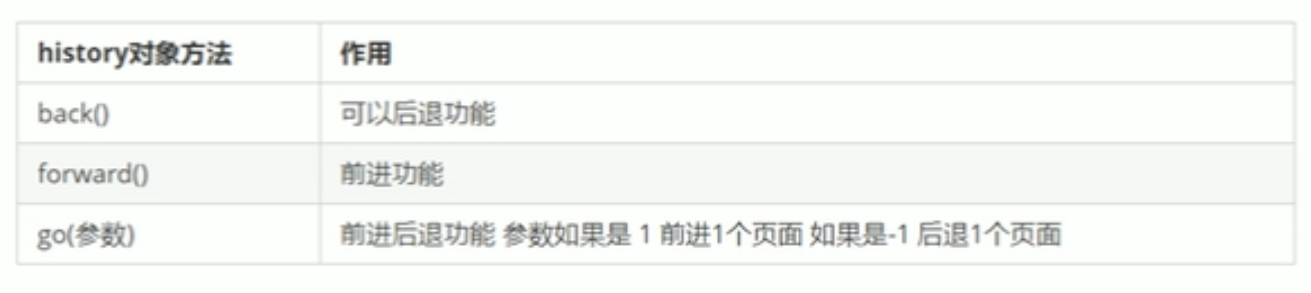 history对象方法 作用
back() 可以后退功能
forward() 前进功能
go(参数) 前进后退功能 参数如果是 1 前进1个页面 如果是-1 后退1个页面